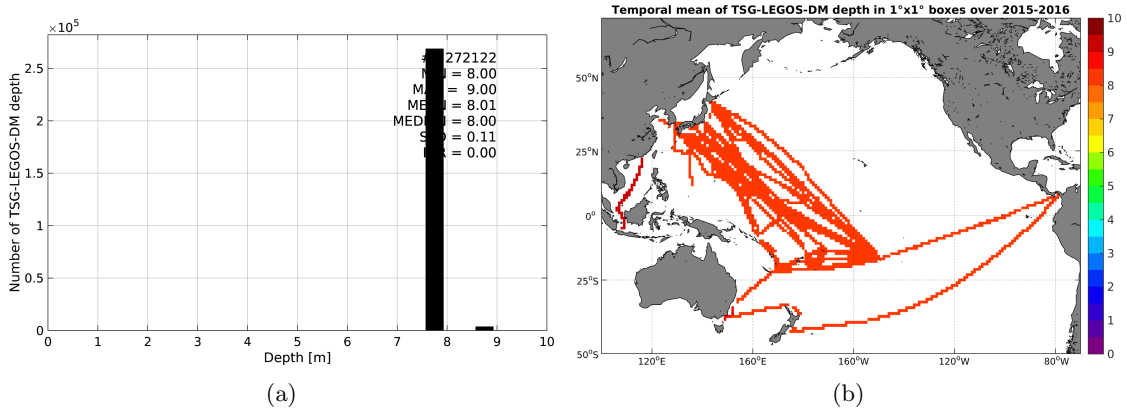 ×10^5
Number of TSG-LEGOS-DM depth
2.5
2
1.5
1
0.5
0
0 1 2 3 4 5 6 7 8 9 10
Depth [m]
272122
= 8.00
= 9.00
= 8.01
= 8.00
= 0.11
= 0.00
(a)
Temporal mean of TSG-LEGOS-DM depth in 1°x1° boxes over 2015-2016
50°N
25°N
0°
25°S
50°S
120°E 160°E 160°W 120°W 80°W
10
9
8
7
6
5
4
3
2
1
0
(b)